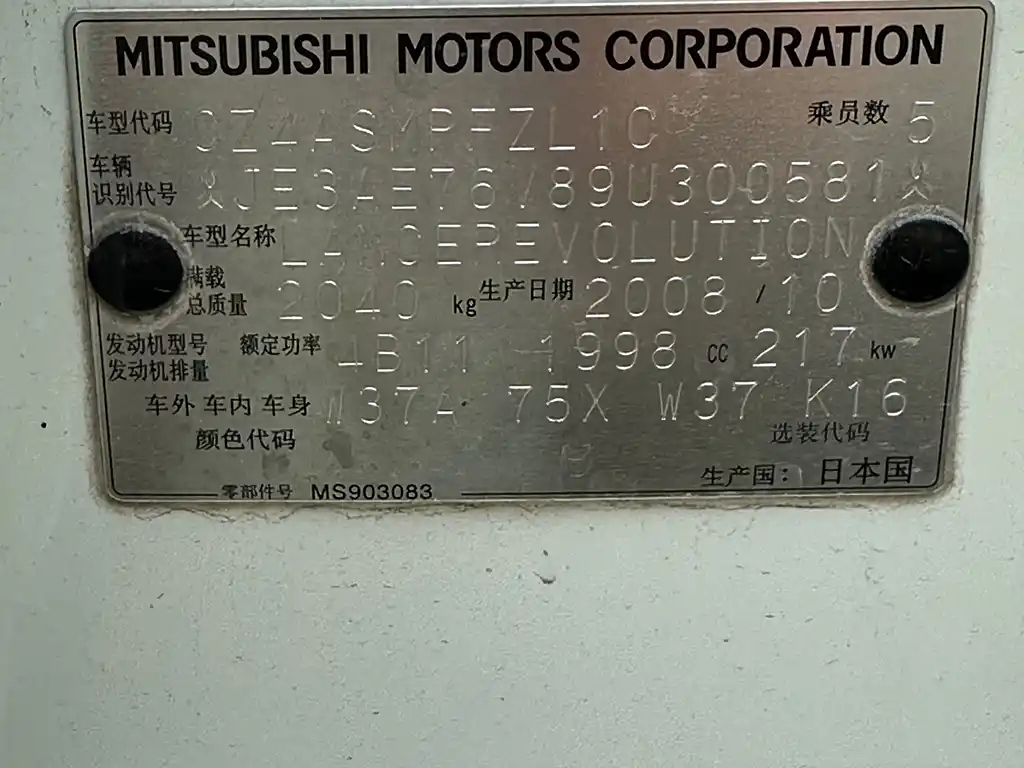 MITSUBISHI MOTORS CORPORATION
车型代码 CZ4ASMPFZL1C 乘员数 5
车辆
识别代号 JE3AE76789U300581
车型名称 LANCEREVOLUTION
满载
总质量 2040 kg 生产日期 2008 / 10
发动机型号 额定功率 4B11 1998 CC 217 kw
发动机排量
车外 车内 车身 W37A 75X W37 K16
颜色代码 选装代码
生产国： 日本国
零部件号 MS903083